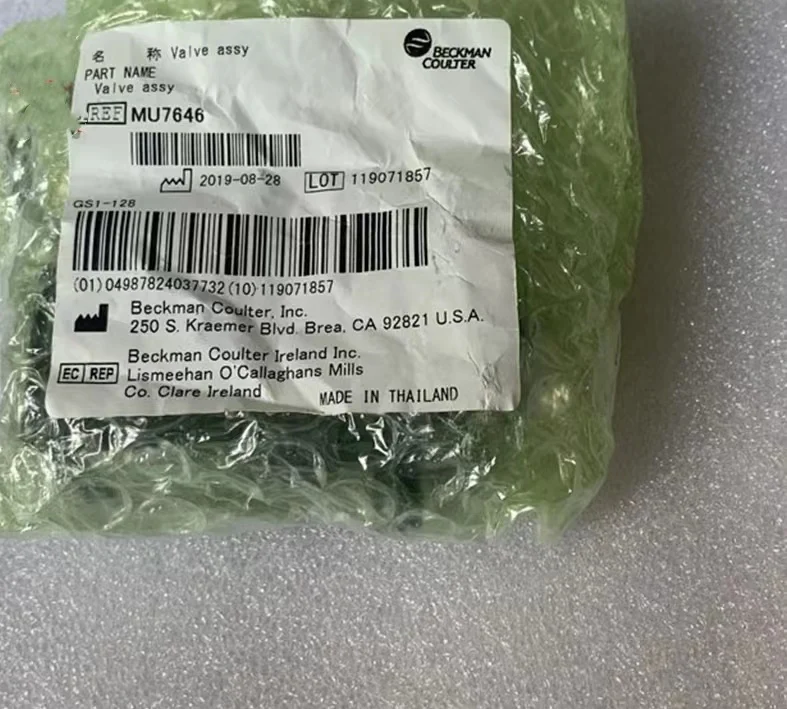 名 称 Valve assy
BECKMAN
COULTER
PART NAME
Valve assy
REF MU7646
2019-08-28 LOT 119071857
GS1-128
(01)04987824037732(10)119071857
Beckman Coulter, Inc.
250 S. Kraemer Blvd. Brea, CA 92821 U.S.A.
EC REP
Beckman Coulter Ireland Inc.
Lismeehan O'Callaghans Mills
Co. Clare Ireland
MADE IN THAILAND